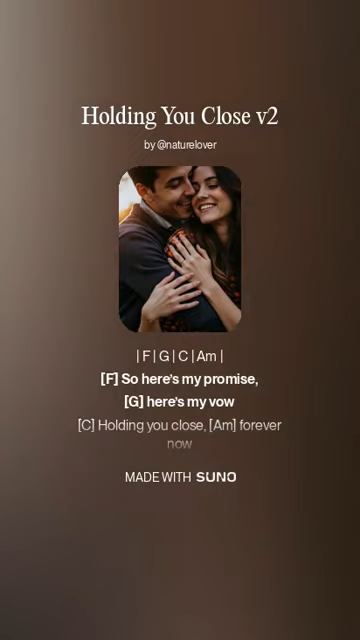 Holding You Close v2
by @naturelover
| F | G | C | Am |
[F] So here's my promise,
[G] here's my vow
[C] Holding you close, [Am] forever
now
MADE WITH SUNO